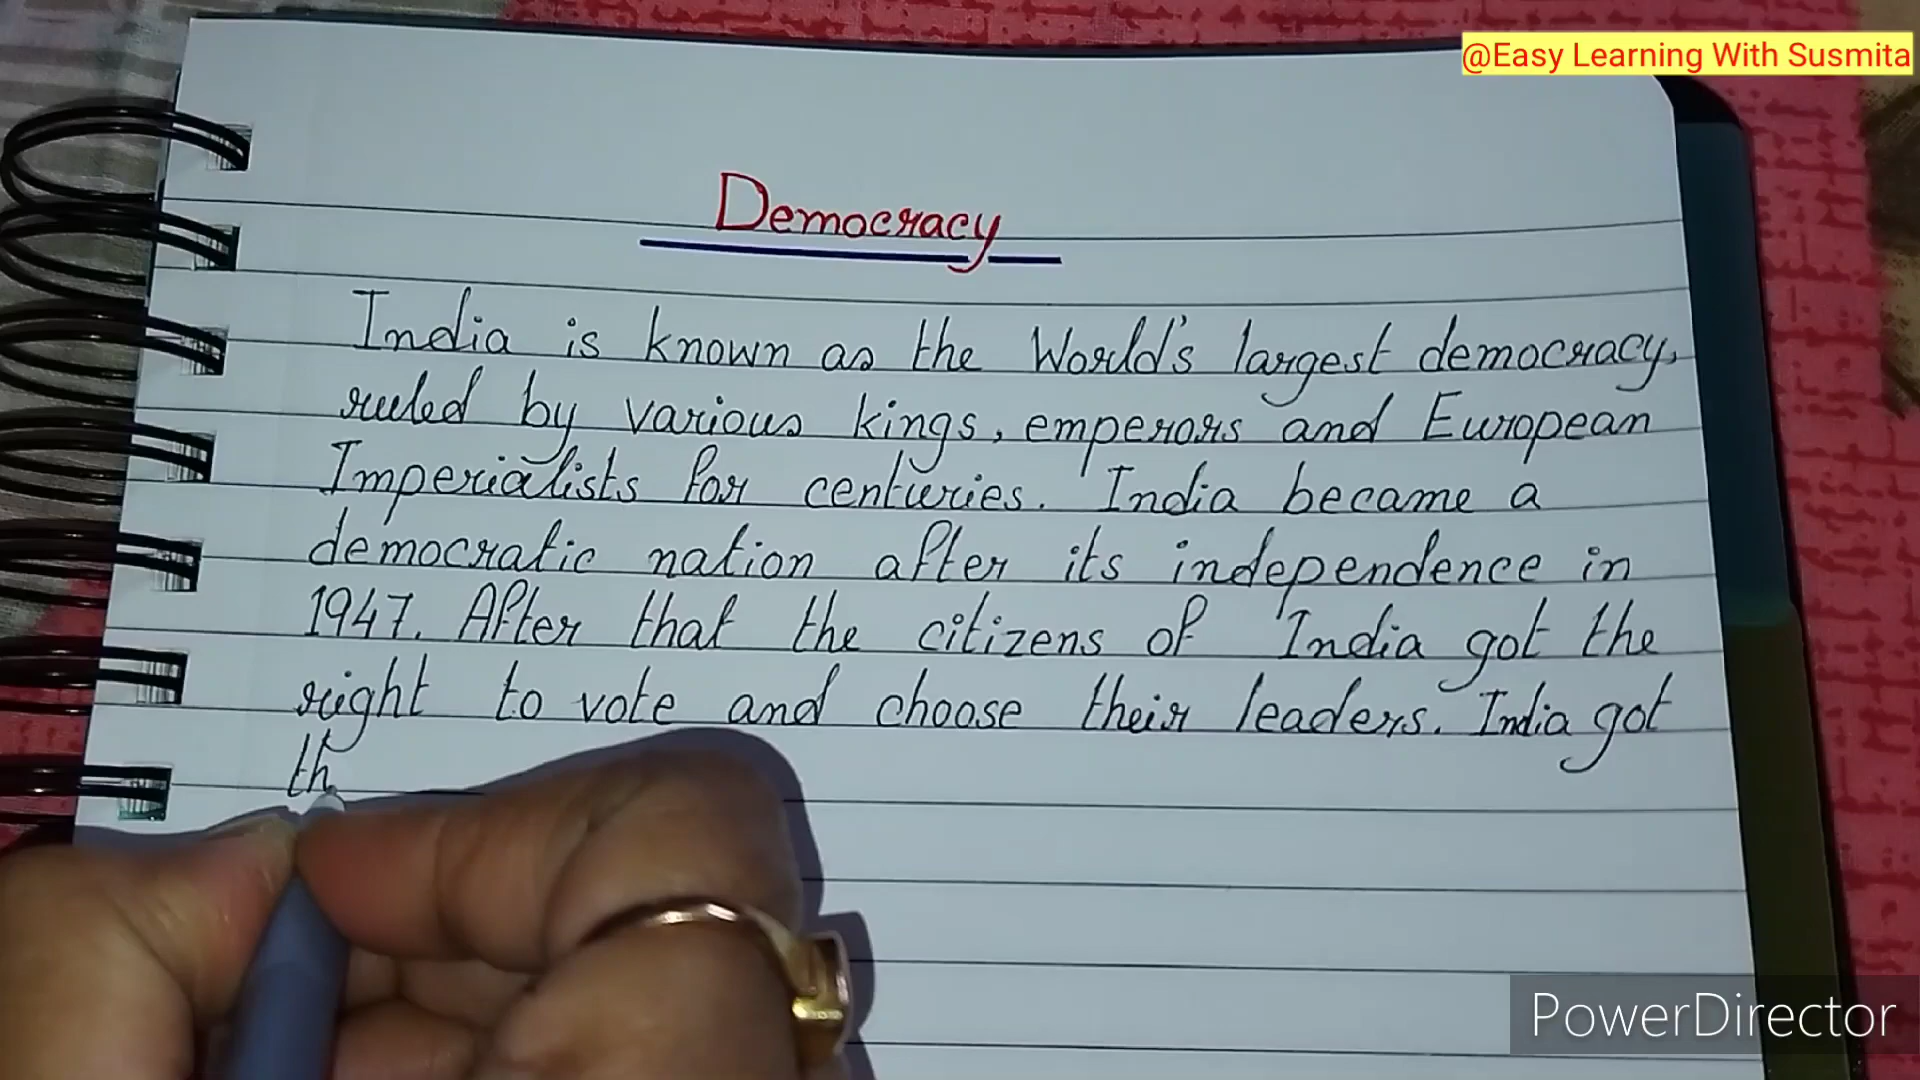 @Easy Learning With Susmita
Democracy
India is known as the World's largest democracy,
ruled by various kings, emperors and European
Imperialists for centuries. India became a
democratic nation after its independence in
1947. After that the citizens of India got the
right to vote and choose their leaders. India got
th
PowerDirector